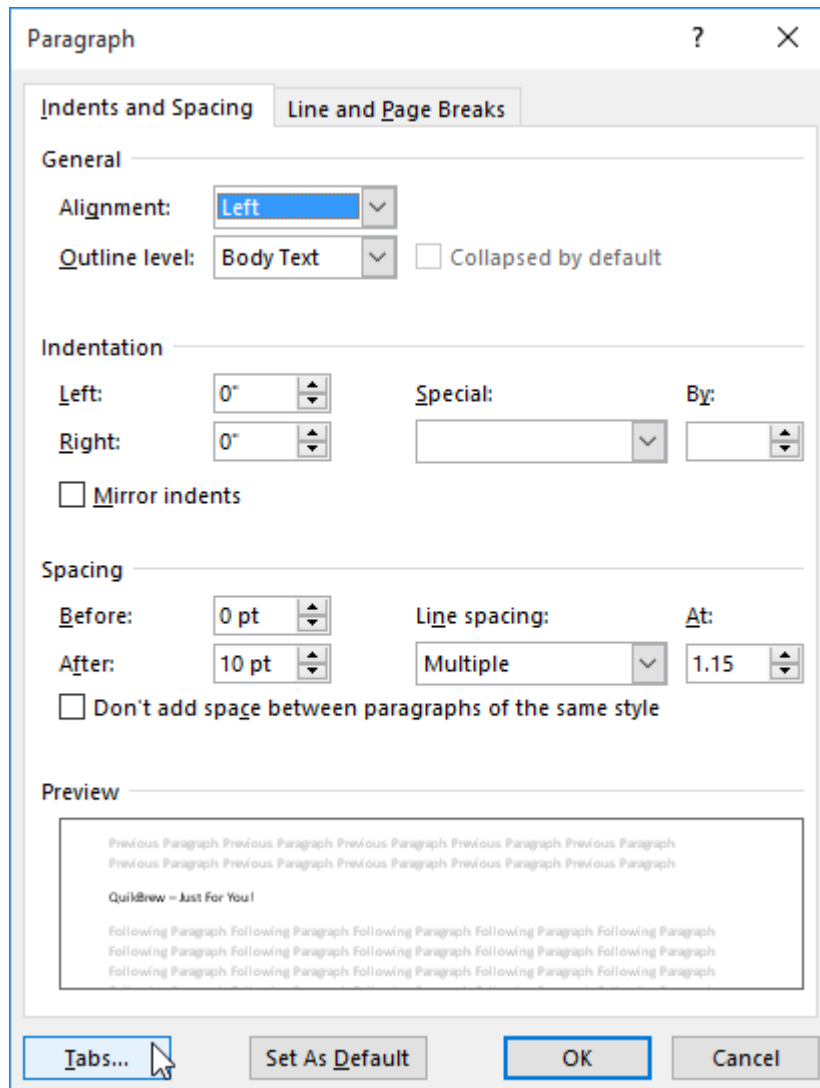 Paragraph ?
Indents and Spacing Line and Page Breaks
General
Alignment: Left
Outline level: Body Text Collapsed by default
Indentation
Left: 0" Special: By:
Right: 0"
Mirror indents
Spacing
Before: 0 pt Line spacing: At:
After: 10 pt Multiple 1.15
Don't add space between paragraphs of the same style
Preview
Previous Paragraph Previous Paragraph Previous Paragraph Previous Paragraph Previous Paragraph
Previous Paragraph Previous Paragraph Previous Paragraph Previous Paragraph Previous Paragraph
QuikBrew – Just For You!
Following Paragraph Following Paragraph Following Paragraph Following Paragraph Following Paragraph
Following Paragraph Following Paragraph Following Paragraph Following Paragraph Following Paragraph
Following Paragraph Following Paragraph Following Paragraph Following Paragraph Following Paragraph
Tabs... Set As Default OK Cancel